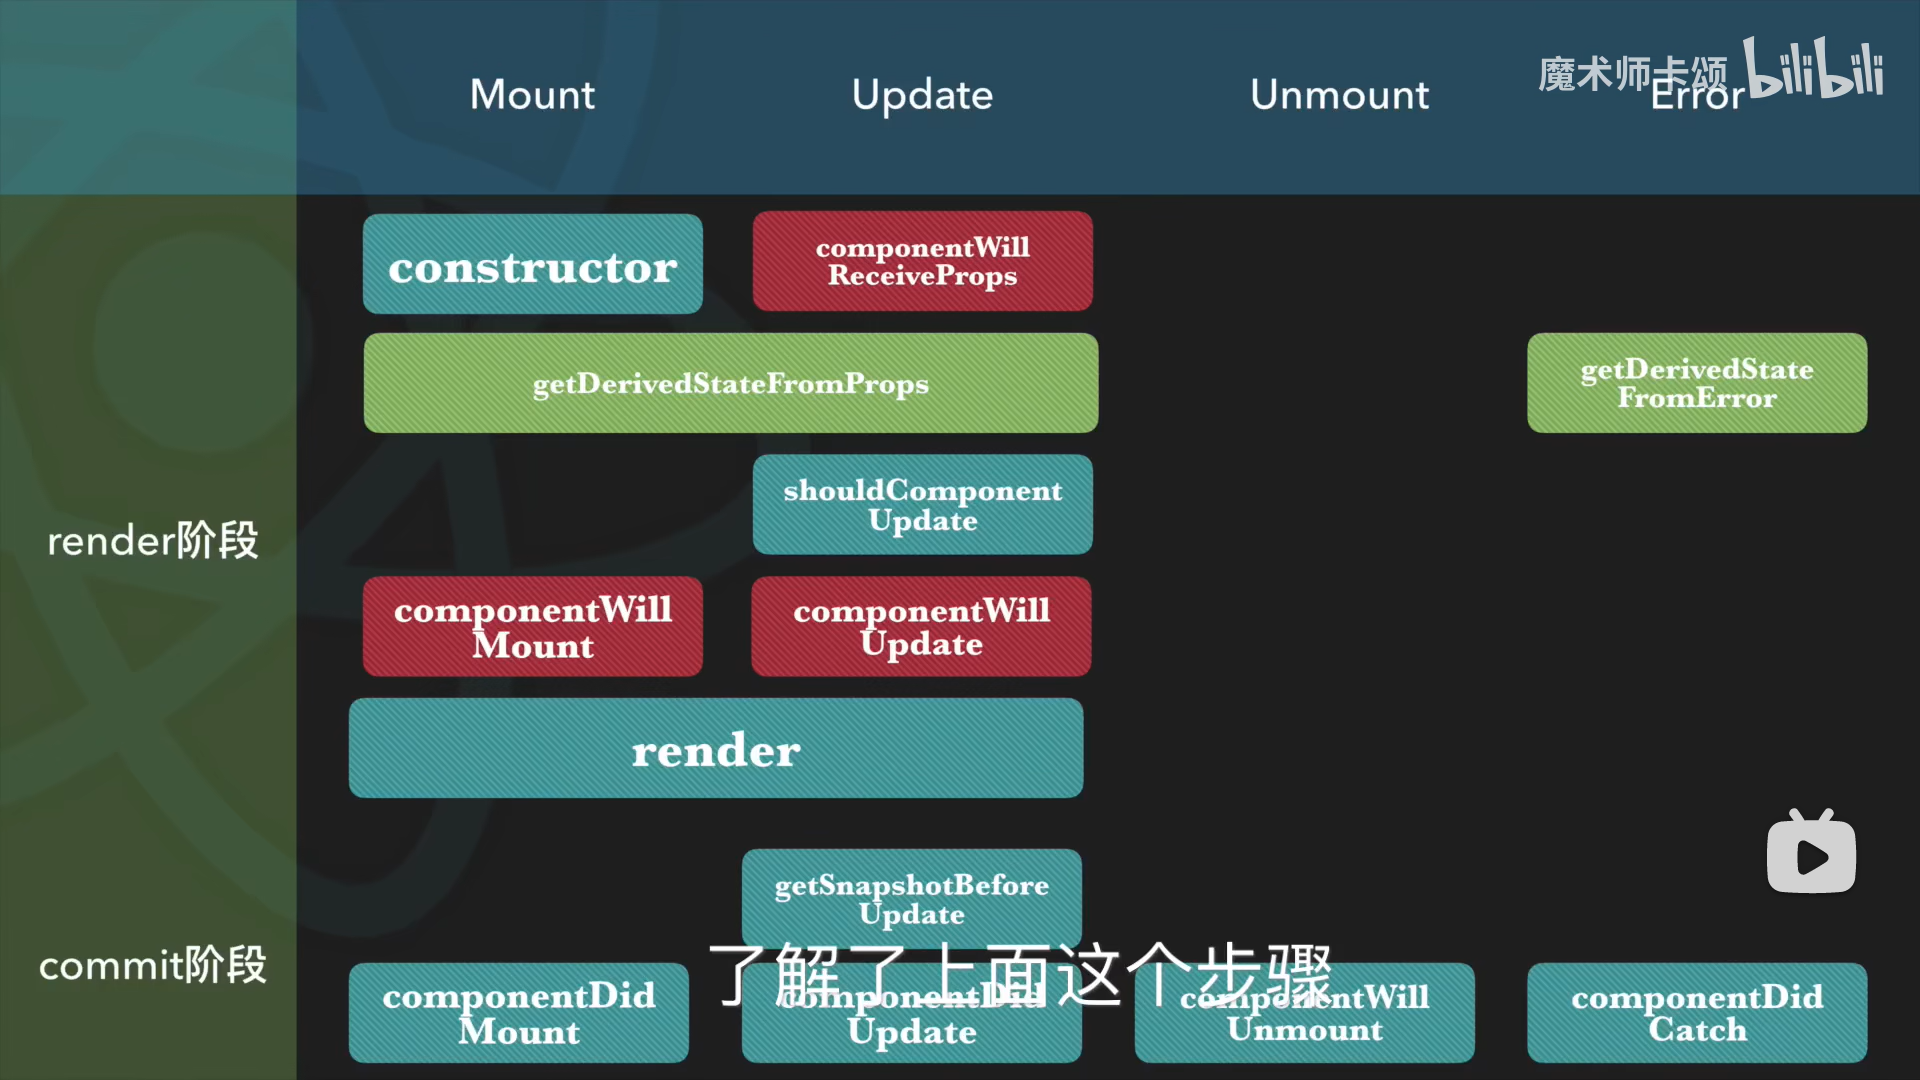 Mount
Update
Unmount
Error
魔术师卡颂 bilibili
constructor
componentWill
ReceiveProps
getDerivedStateFromProps
getDerivedState
FromError
shouldComponent
Update
render阶段
componentWill
Mount
componentWill
Update
render
getSnapshotBefore
Update
commit阶段
了解了上面这个步骤
componentDid
Mount
componentDid
Update
componentWill
Unmount
componentDid
Catch